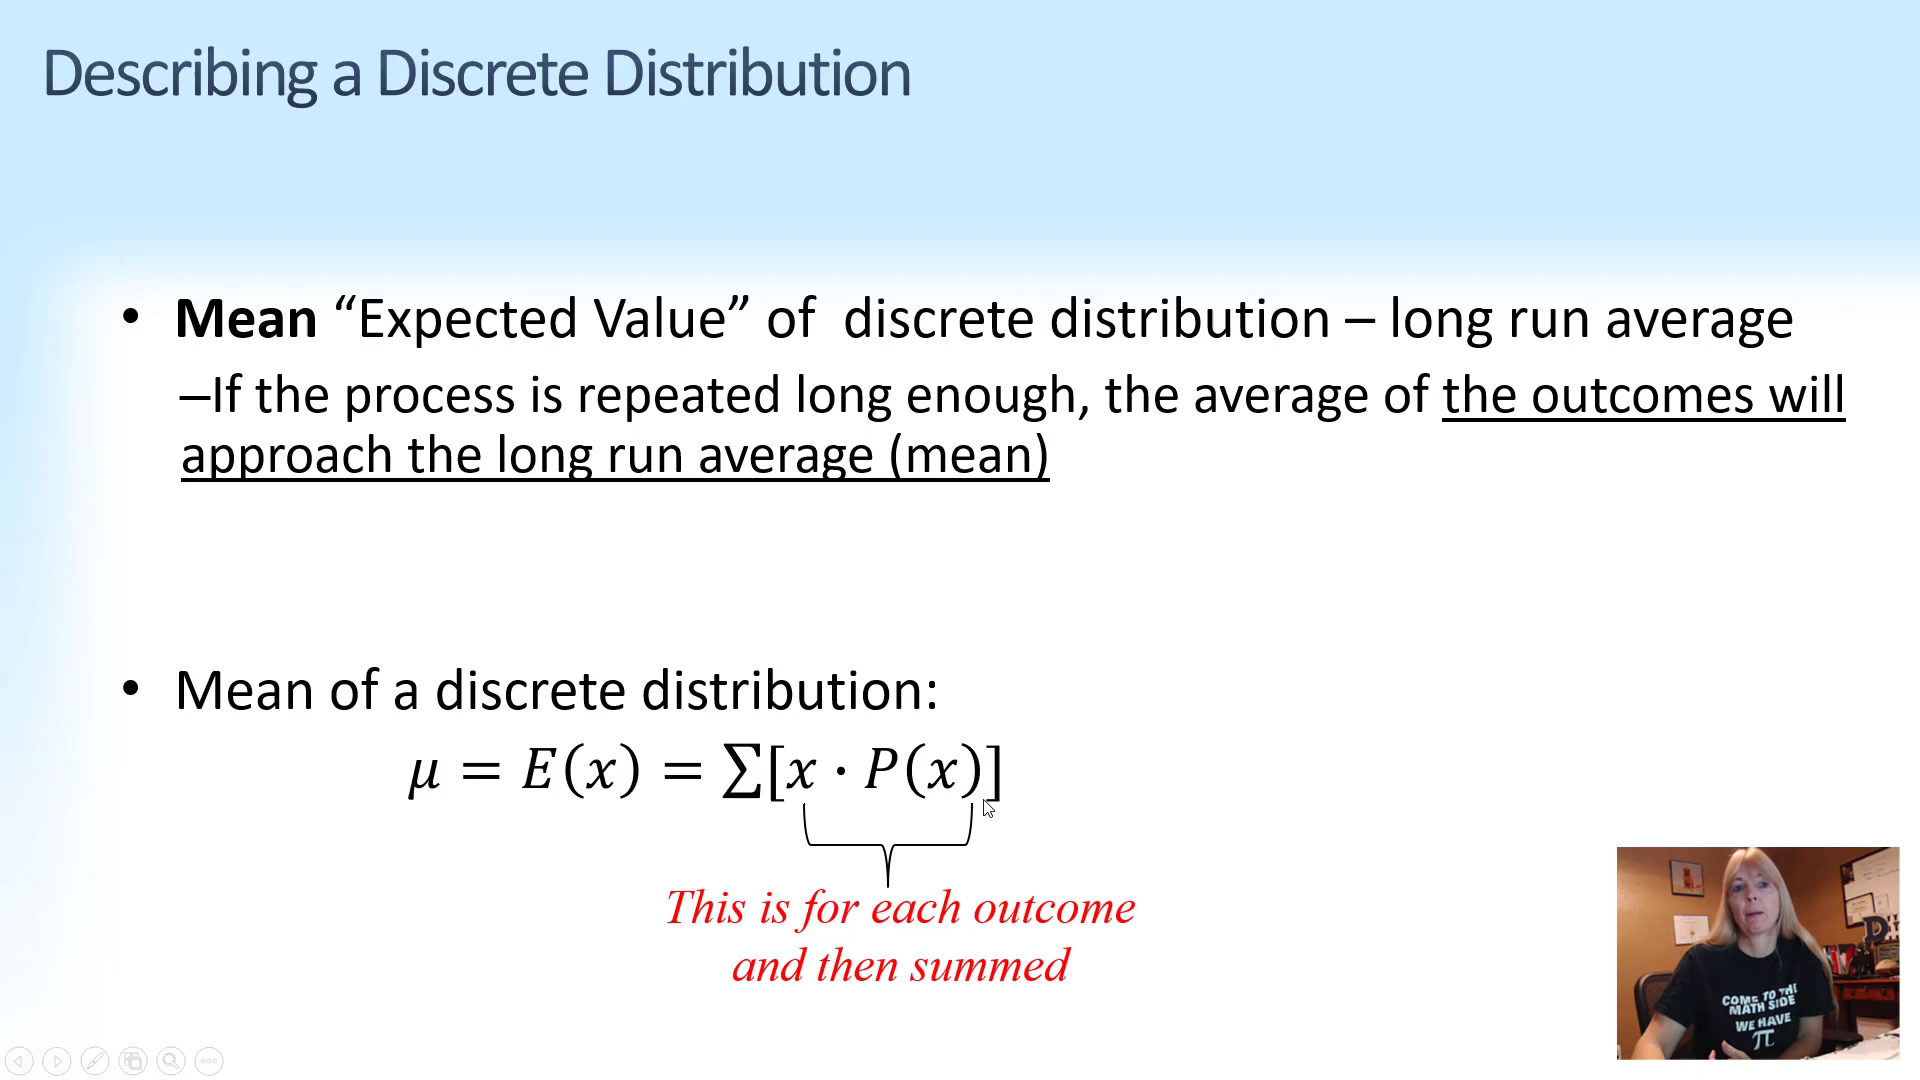 Describing a Discrete Distribution
• Mean “Expected Value” of  discrete distribution – long run average
–If the process is repeated long enough, the average of the outcomes will
approach the long run average (mean)
• Mean of a discrete distribution:
μ = E(x) = ∑[x · P(x)]
This is for each outcome
and then summed
COME TO THE
MATH SIDE
WE HAVE
π